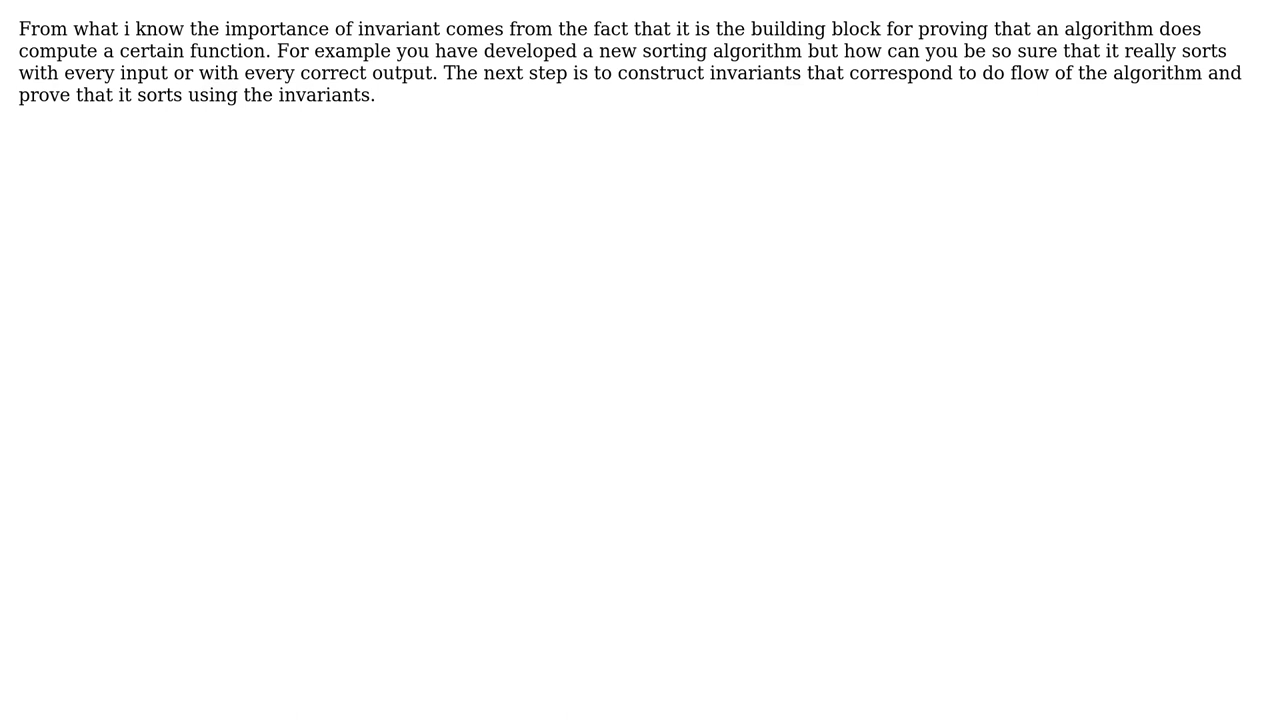 From what i know the importance of invariant comes from the fact that it is the building block for proving that an algorithm does
compute a certain function. For example you have developed a new sorting algorithm but how can you be so sure that it really sorts
with every input or with every correct output. The next step is to construct invariants that correspond to do flow of the algorithm and
prove that it sorts using the invariants.